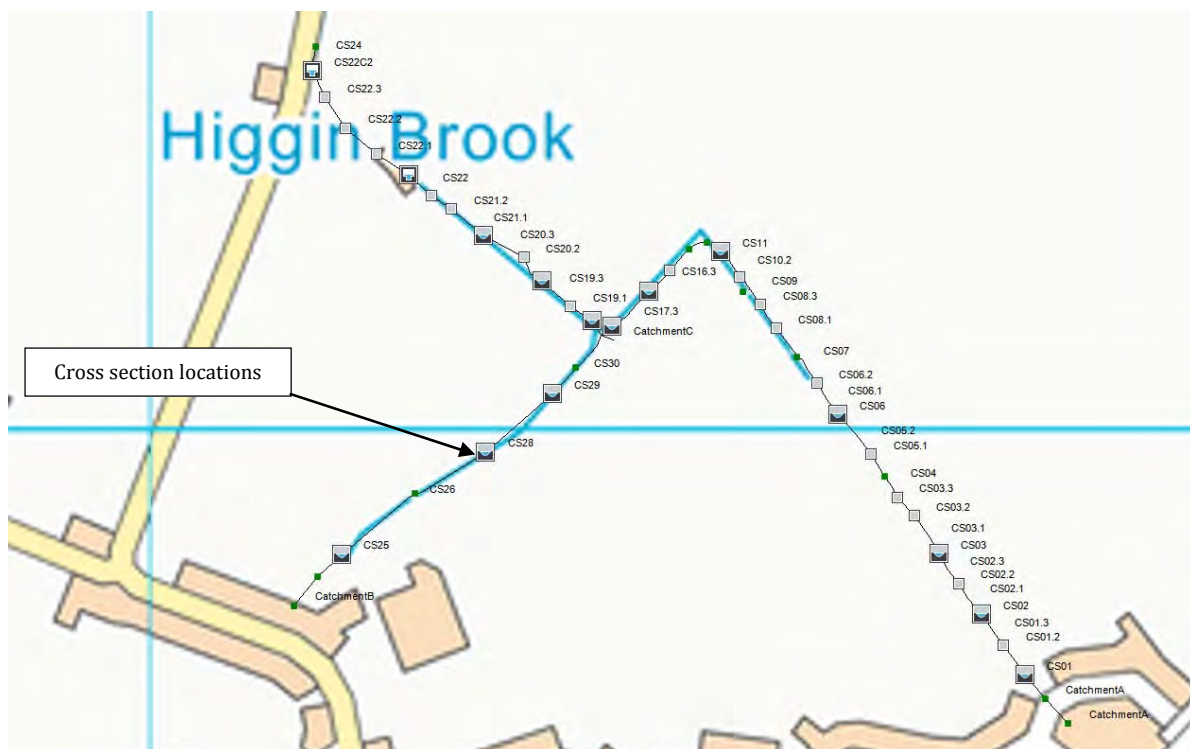 CS24
CS22C2
CS22.3
CS22.2
Higgin Brook
CS22.1
CS22
CS21.2
CS21.1
CS20.3
CS20.2
CS19.3
CS19.1
CatchmentC
CS17.3
CS16.3
CS11
CS10.2
CS09
CS08.3
CS08.1
CS07
CS06.2
CS06.1
CS06
CS05.2
CS05.1
CS04
CS03.3
CS03.2
CS03.1
CS03
CS02.3
CS02.2
CS02.1
CS02
CS01.3
CS01.2
CS01
CatchmentA
CatchmentA
CS30
CS29
Cross section locations
CS28
CS26
CS25
CatchmentB